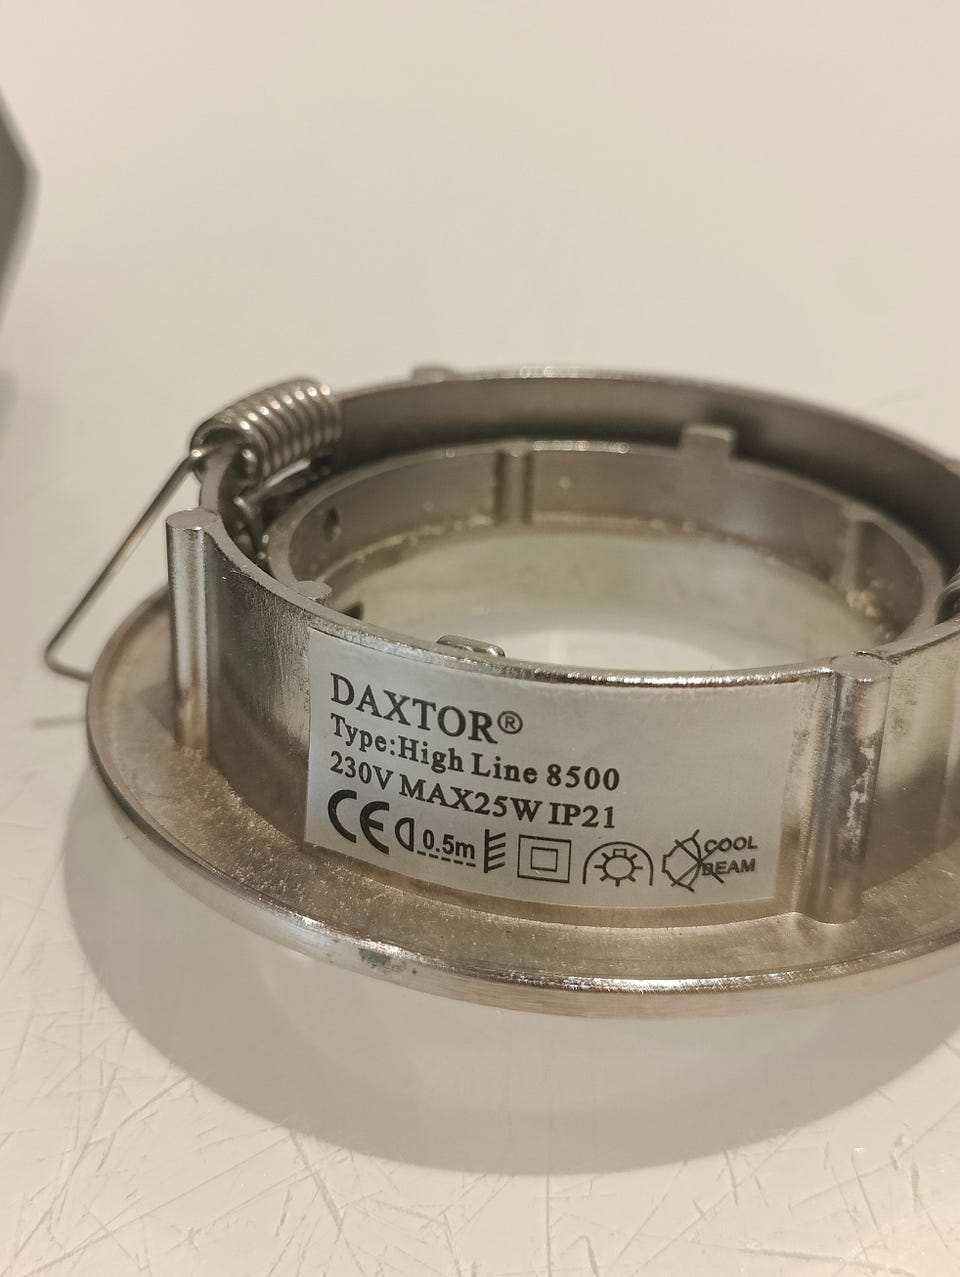 DAXTOR®
Type:High Line 8500
230V MAX25W IP21
CE 0.5m COOL
BEAM